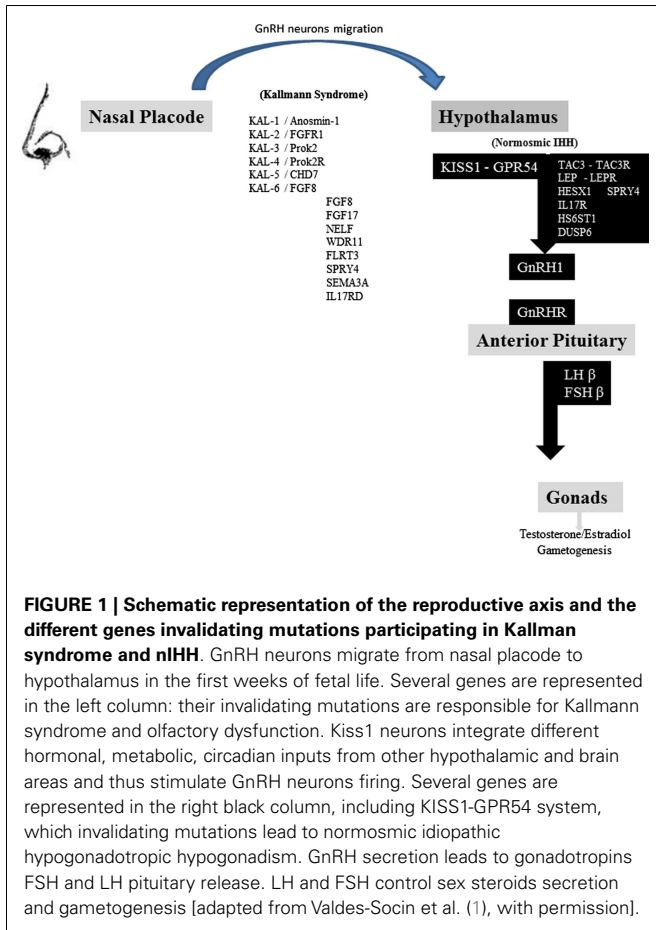 GnRH neurons migration
Nasal Placode
(Kallmann Syndrome)
KAL-1 / Anosmin-1
KAL-2 / FGFR1
KAL-3 / Prok2
KAL-4 / Prok2R
KAL-5 / CHD7
KAL-6 / FGF8
FGF8
FGF17
NELF
WDR11
FLRT3
SPRY4
SEMA3A
IL17RD
Hypothalamus
(Normosmic IHH)
KISS1 - GPR54
TAC3 - TAC3R
LEP - LEPR
HESX1 SPRY4
IL17R
HS6ST1
DUSP6
GnRH1
GnRHR
Anterior Pituitary
LH β
FSH β
Gonads
Testosterone/Estradiol
Gametogenesis
FIGURE 1 | Schematic representation of the reproductive axis and the
different genes invalidating mutations participating in Kallman
syndrome and nIHH. GnRH neurons migrate from nasal placode to
hypothalamus in the first weeks of fetal life. Several genes are represented
in the left column: their invalidating mutations are responsible for Kallmann
syndrome and olfactory dysfunction. Kiss1 neurons integrate different
hormonal, metabolic, circadian inputs from other hypothalamic and brain
areas and thus stimulate GnRH neurons firing. Several genes are
represented in the right black column, including KISS1-GPR54 system,
which invalidating mutations lead to normosmic idiopathic
hypogonadotropic hypogonadism. GnRH secretion leads to gonadotropins
FSH and LH pituitary release. LH and FSH control sex steroids secretion
and gametogenesis [adapted from Valdes-Socin et al. (1), with permission].